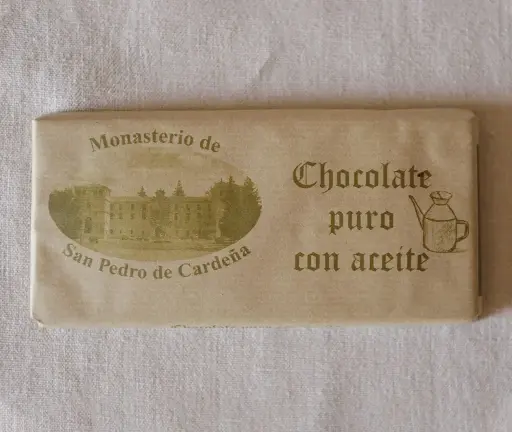 Monasterio de
San Pedro de Cardeña
Chocolate
puro
con aceite